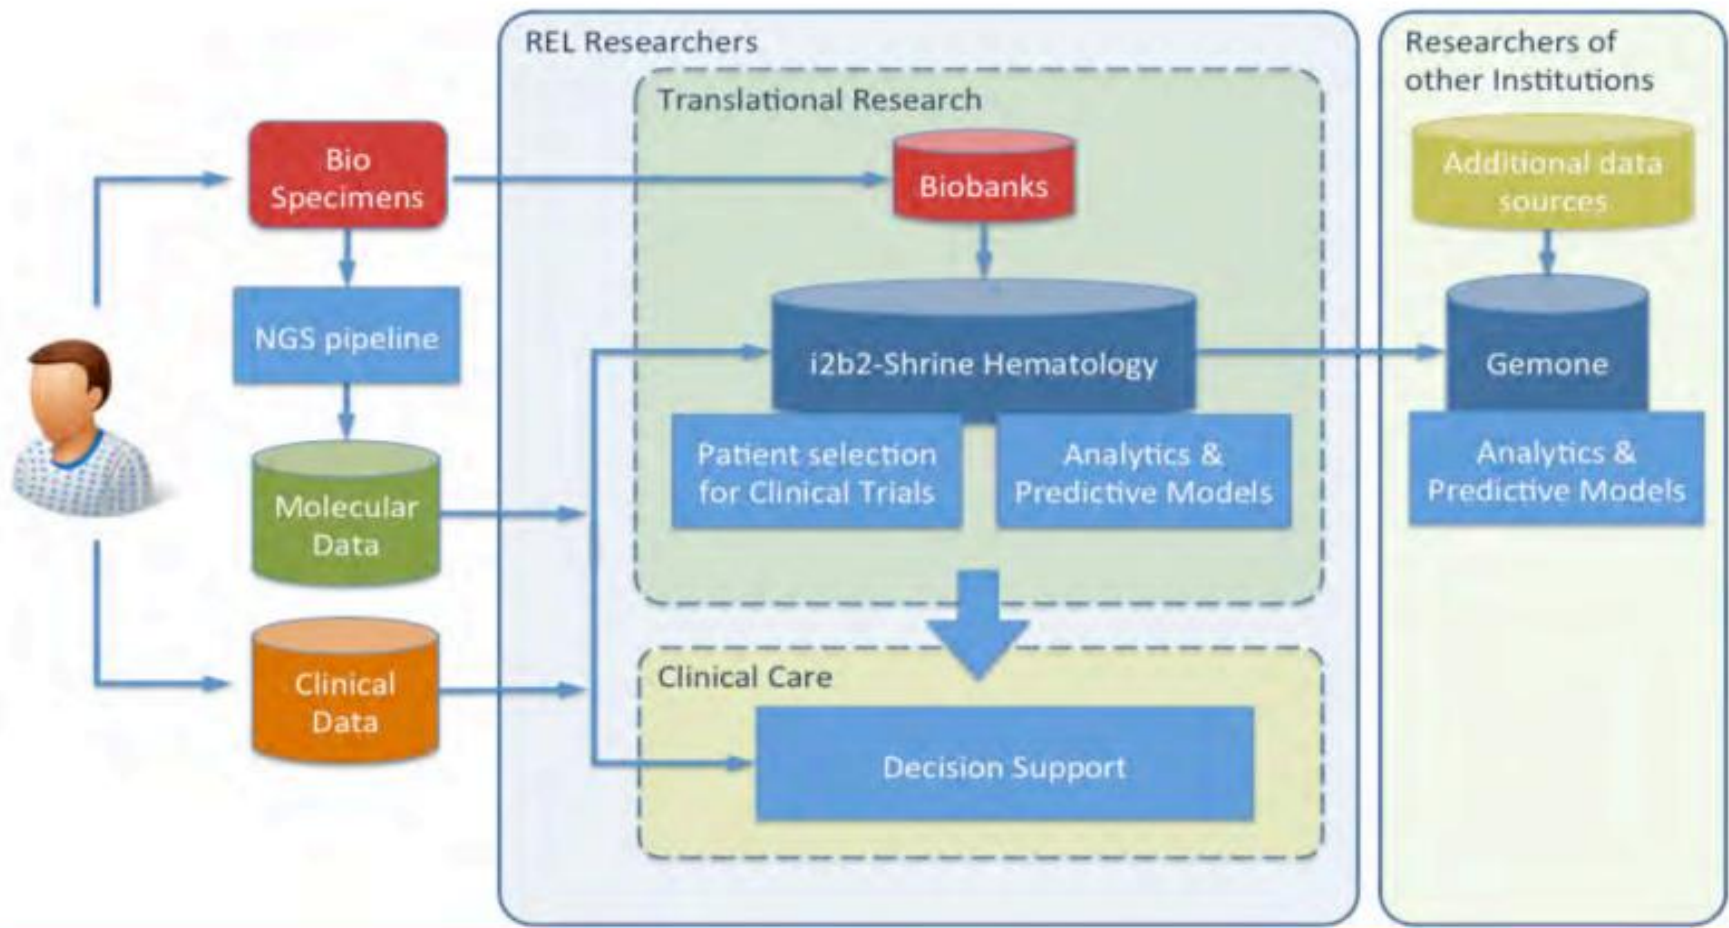 REL Researchers
Translational Research
Bio
Specimens
Biobanks
NGS pipeline
i2b2-Shrine Hematology
Patient selection
for Clinical Trials
Analytics &
Predictive Models
Molecular
Data
Clinical
Data
Clinical Care
Decision Support
Researchers of
other Institutions
Additional data
sources
Gemone
Analytics &
Predictive Models